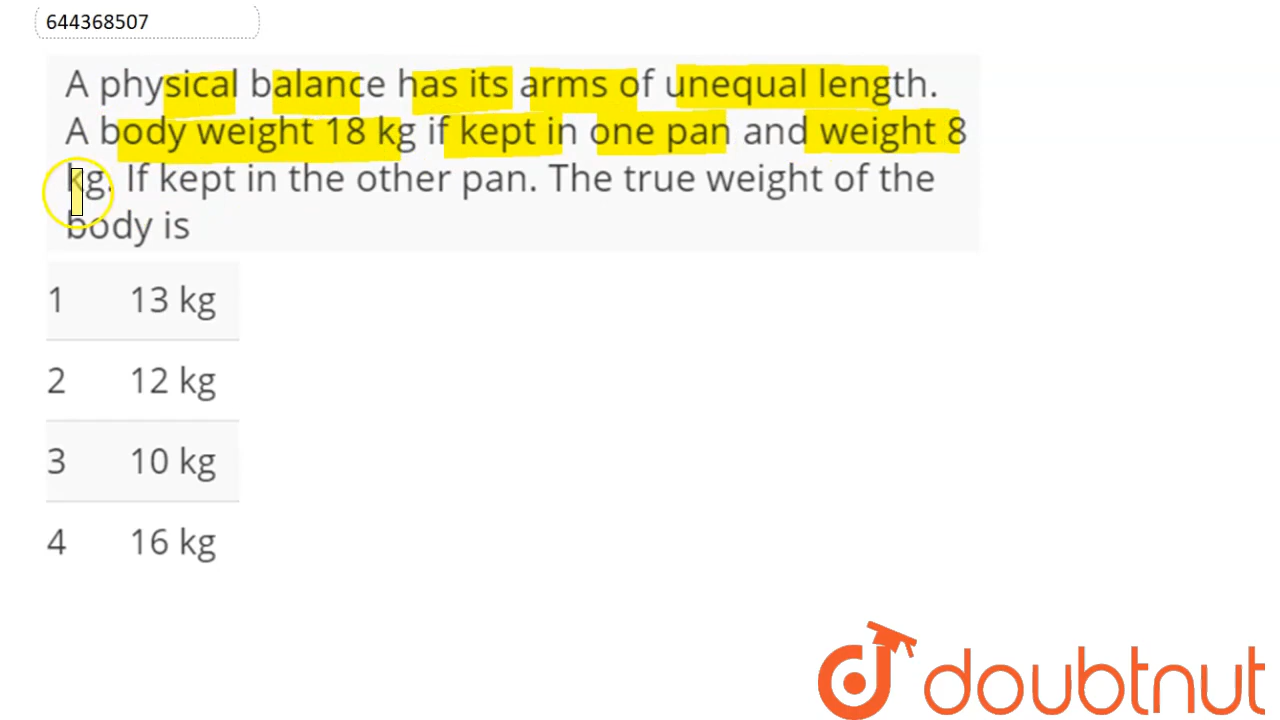 644368507
A physical balance has its arms of unequal length.
A body weight 18 kg if kept in one pan and weight 8
kg. If kept in the other pan. The true weight of the
body is
1 13 kg
2 12 kg
3 10 kg
4 16 kg
doubtnut